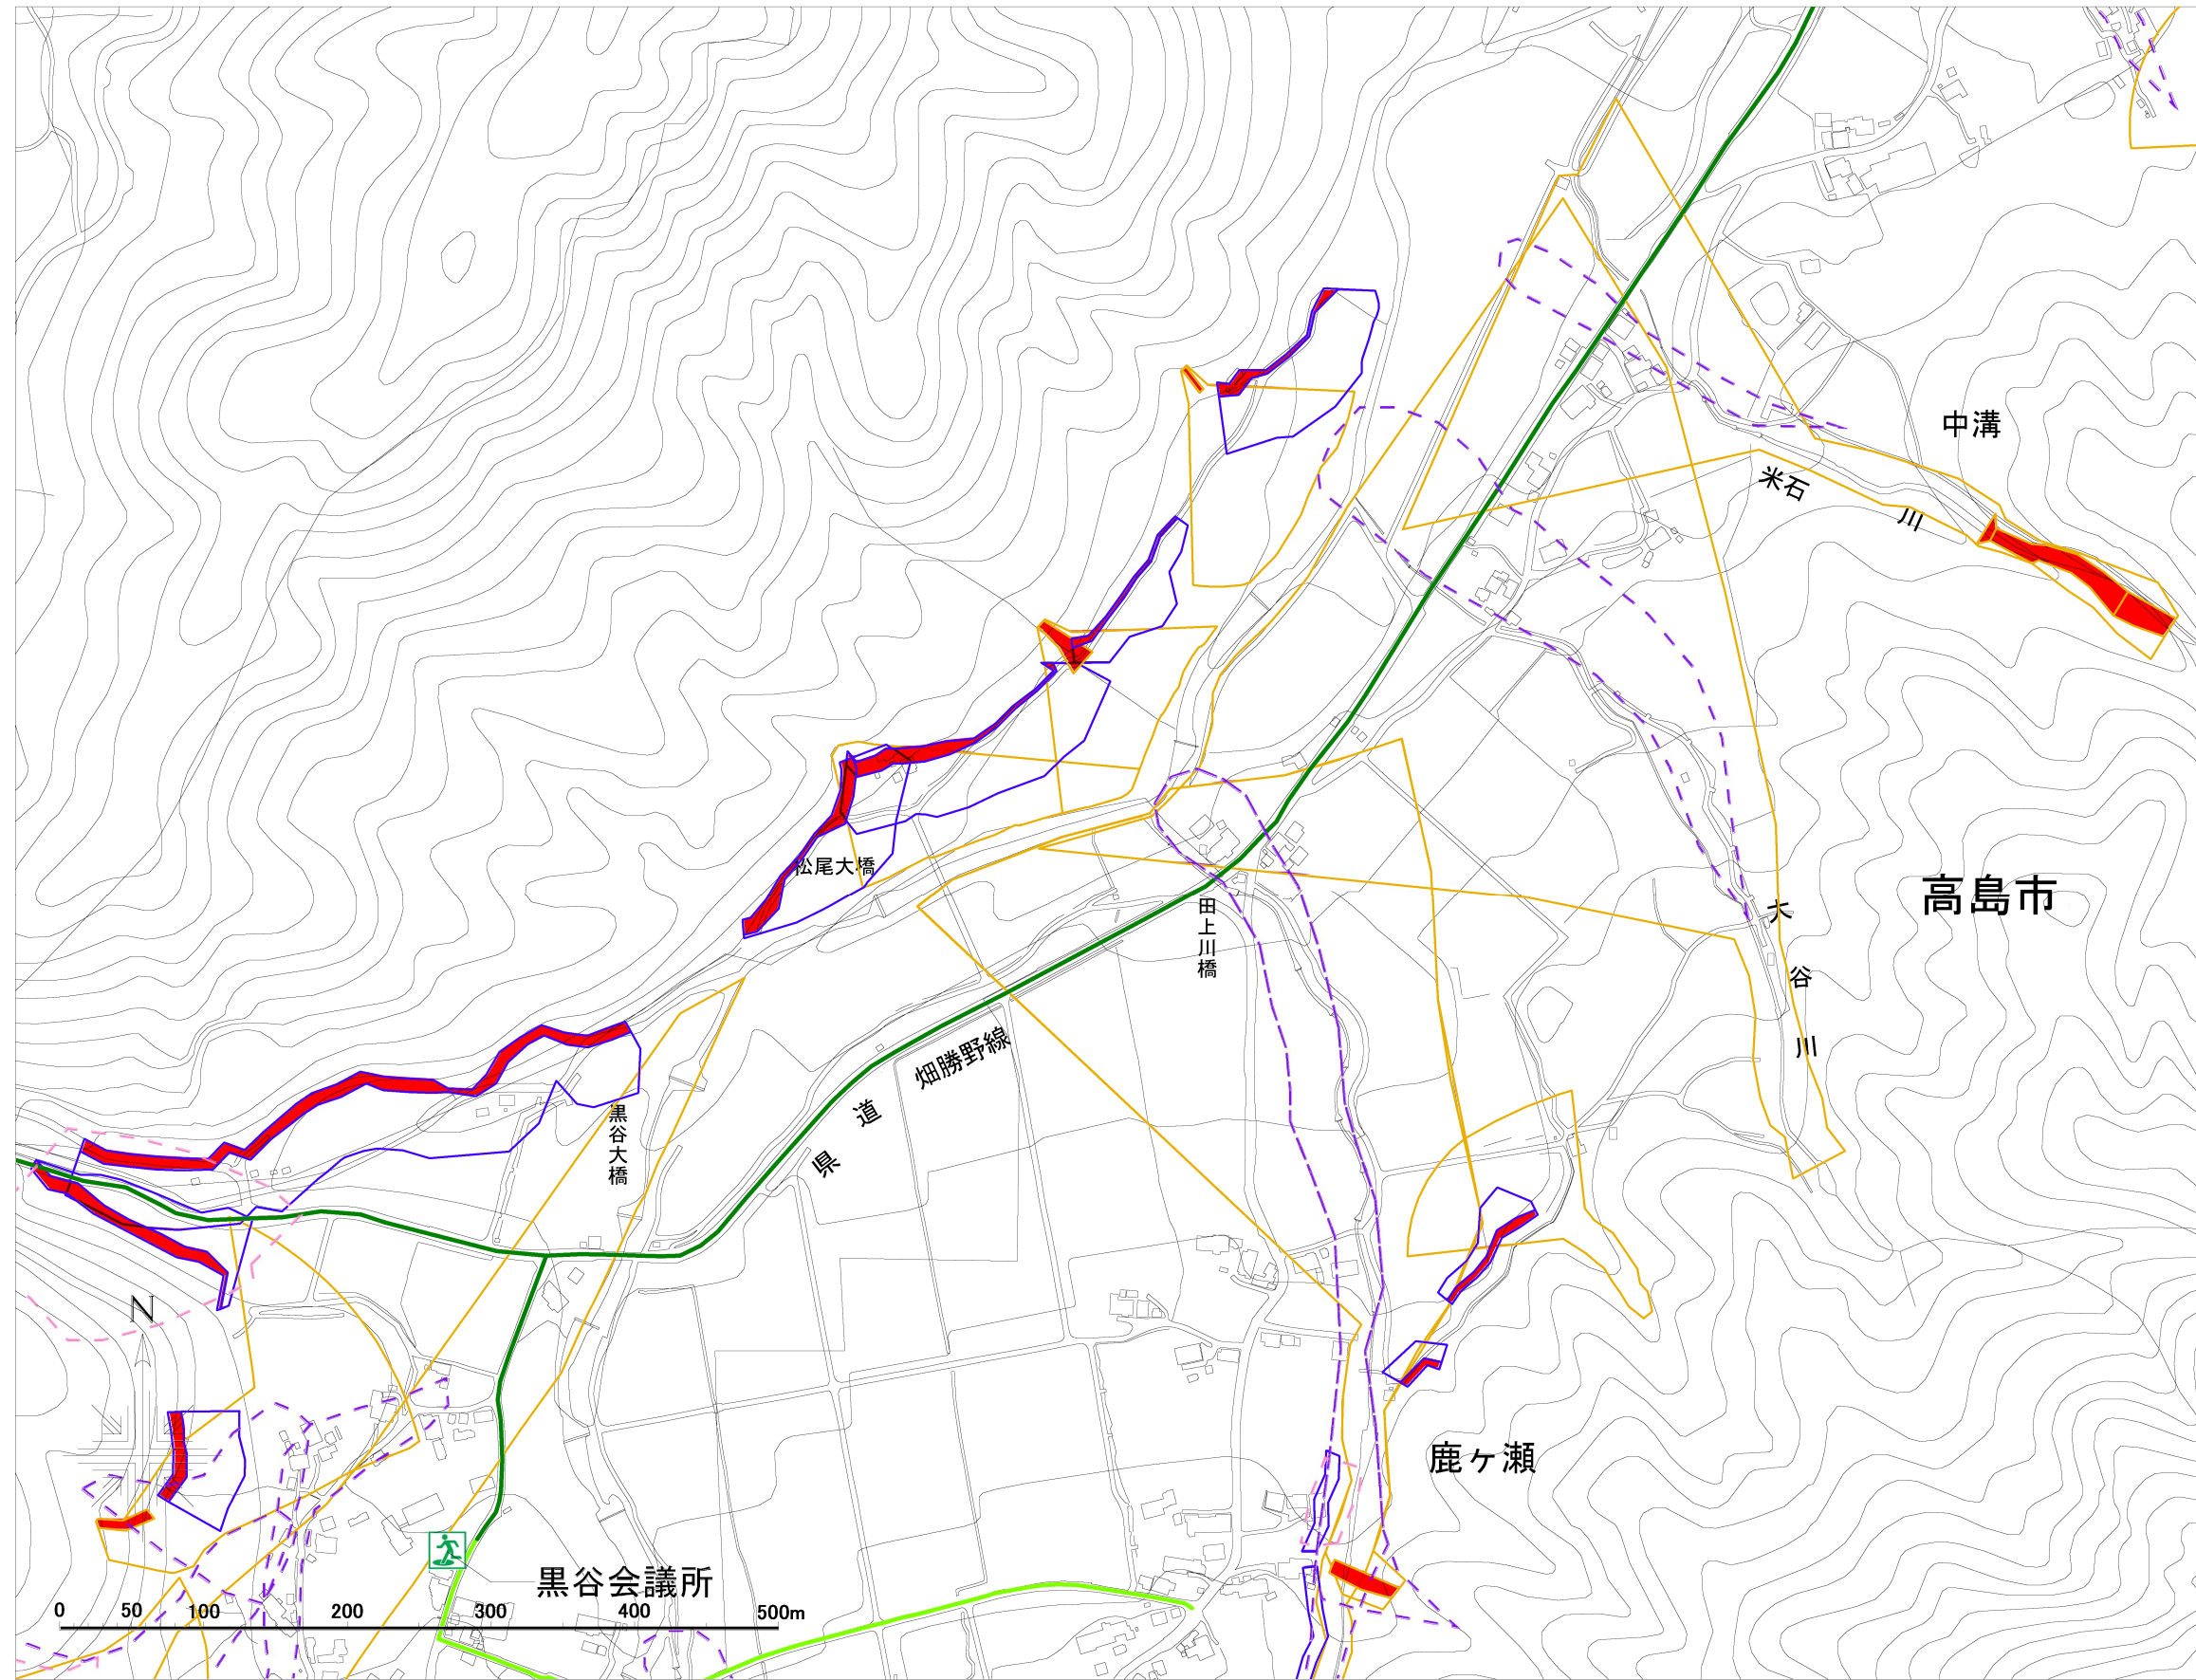 中溝
米石
川
高島市
松尾大橋
田上川橋
大
谷
川
畑勝野線
道
県
黒谷大橋
N
鹿ヶ瀬
黒谷会議所
0 50 100 200 300 400 500m